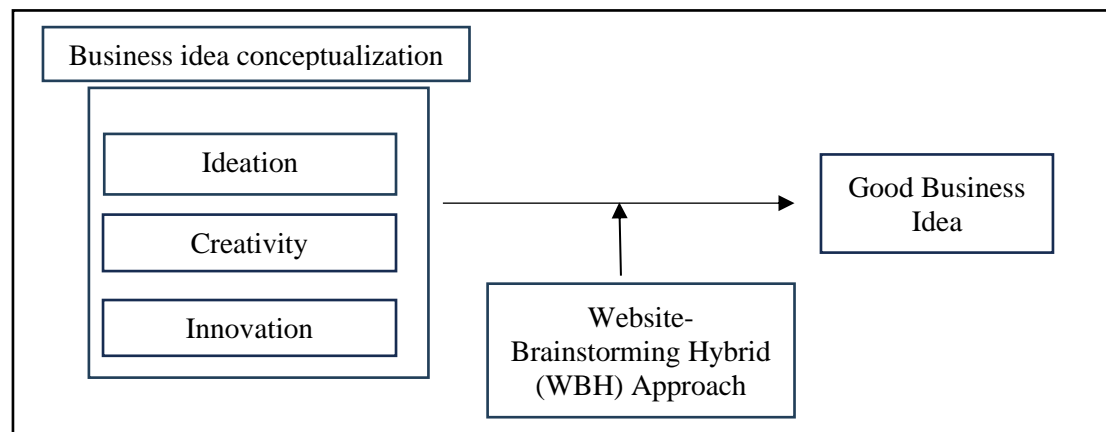 Business idea conceptualization
Ideation
Creativity
Innovation
Good Business
Idea
Website-
Brainstorming Hybrid
(WBH) Approach